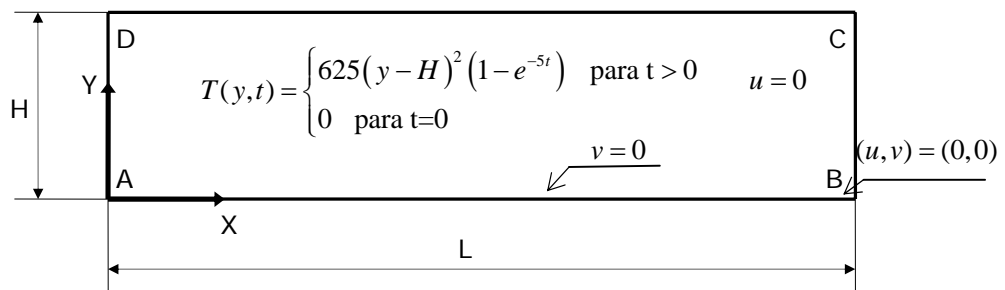 D
C
T(y,t) = { 625(y − H)² (1 − e⁻⁵ᵗ) para t > 0
0 para t=0
u = 0
Y
H
v = 0
(u,v) = (0,0)
A
B
X
L